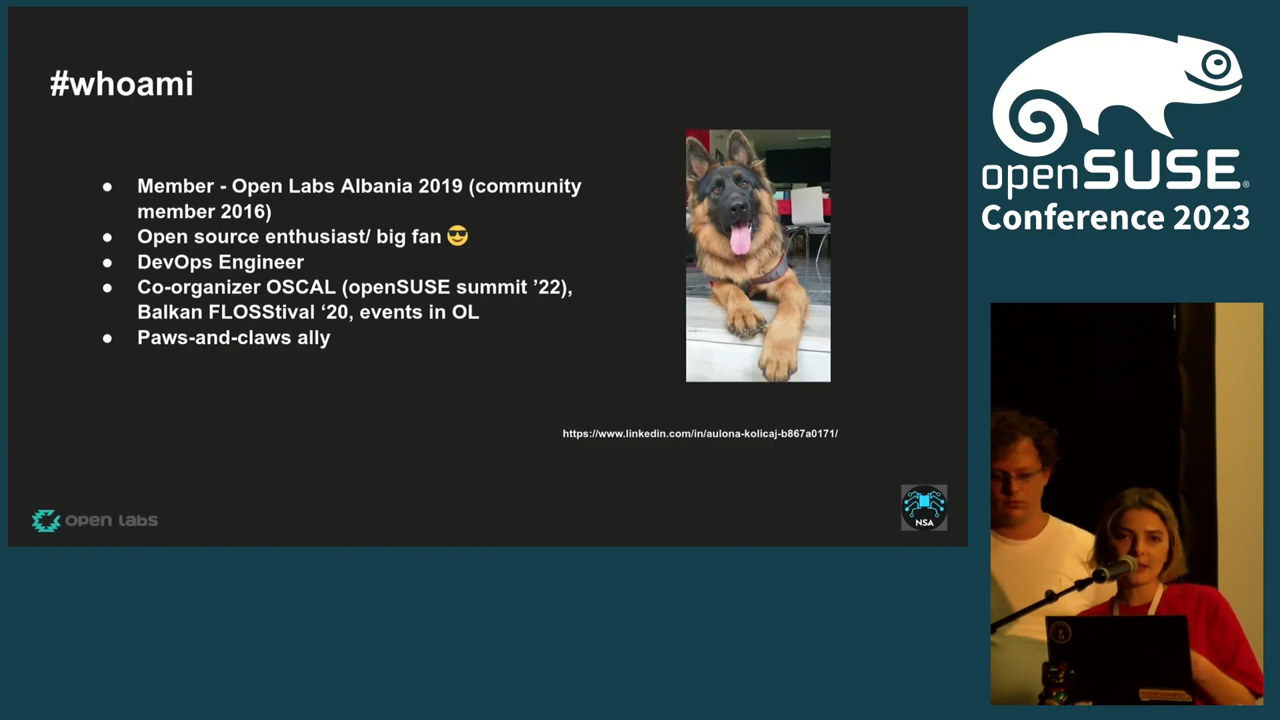 #whoami
● Member - Open Labs Albania 2019 (community
member 2016)
● Open source enthusiast/ big fan 😎
● DevOps Engineer
● Co-organizer OSCAL (openSUSE summit ’22),
Balkan FLOSStival ‘20, events in OL
● Paws-and-claws ally
https://www.linkedin.com/in/aulona-kolicaj-b867a0171/
open labs
NSA
openSUSE®
Conference 2023